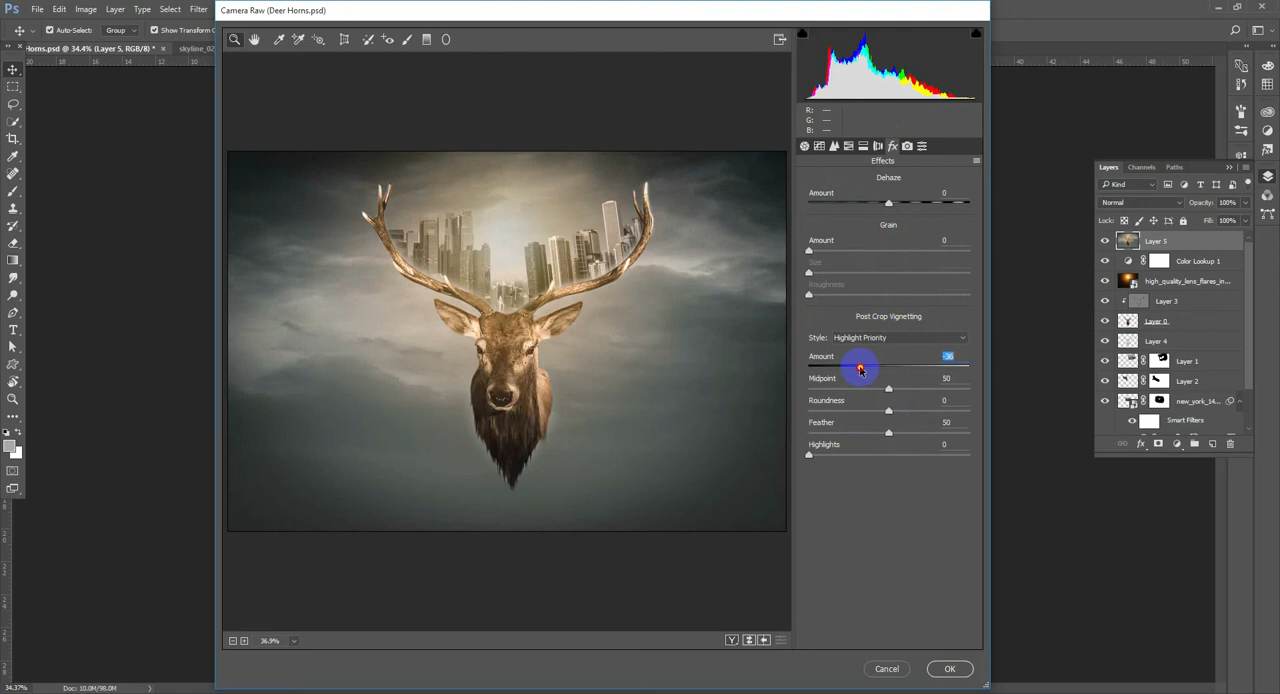 Ps File Edit Image Layer Type Select Filter
Camera Raw (Deer Horns.psd)
Auto-Select: Group Show Transform
Horns.psd @ 34.4% (Layer 5, RGB/8) * × skyline_02
R: ---
G: ---
B: ---
fx
Effects
Dehaze
Amount 0
Grain
Amount 0
Size
Roughness
Post Crop Vignetting
Style: Highlight Priority
Amount -36
Midpoint 50
Roundness 0
Feather 50
Highlights 0
36.9%
Y
Cancel OK
Layers Channels Paths
Kind
Normal Opacity: 100%
Lock: Fill: 100%
Layer 5
Color Lookup 1
high_quality_lens_flares_in...
Layer 3
Layer 0
Layer 4
Layer 1
Layer 2
new_york_14...
Smart Filters
fx
34.37% Doc: 10.0M/98.0M